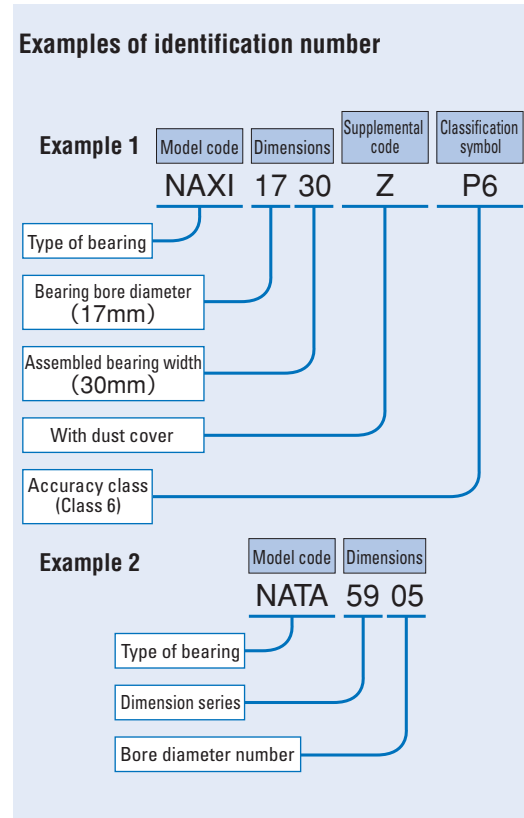 Examples of identification number
Example 1
Model code
Dimensions
Supplemental
code
Classification
symbol
NAXI 17 30 Z P6
Type of bearing
Bearing bore diameter
（17mm）
Assembled bearing width
（30mm）
With dust cover
Accuracy class
(Class 6)
Example 2
Model code
Dimensions
NATA 59 05
Type of bearing
Dimension series
Bore diameter number